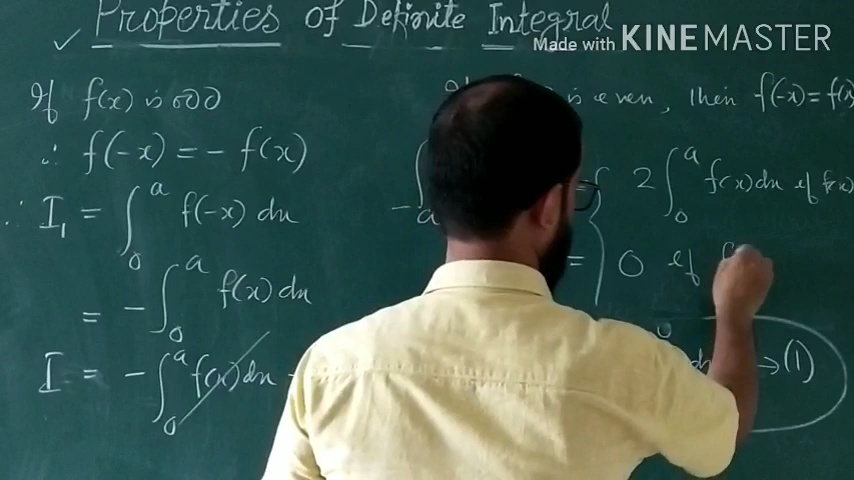 ✓ Properties of Definite Integral
Made with KINEMASTER
If f(x) is odd
∴ f(-x) = - f(x)
∴ I₁ = ∫₀ᵃ f(-x) dx
= - ∫₀ᵃ f(x) dx
I = - ∫₀ᵃ f(x) dx
is even, then f(-x) = f(x)
∫ -a = { 2 ∫₀ᵃ f(x) dx if f(x)
= 0 if
→ (1)